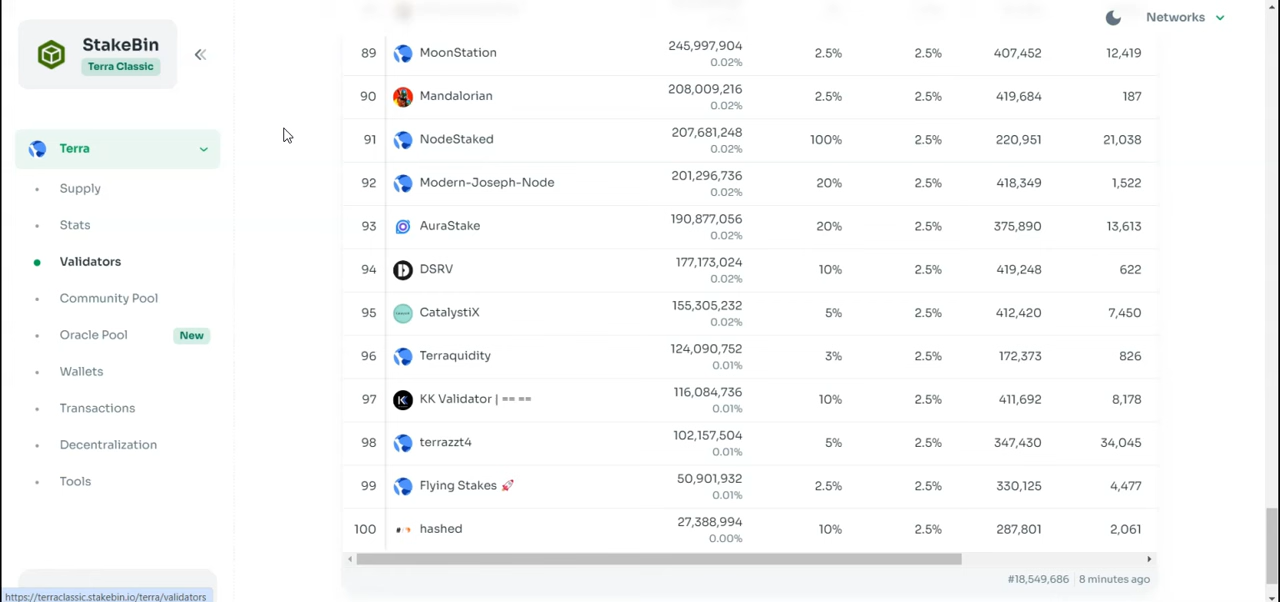 StakeBin
Terra Classic
Networks
Terra
Supply
Stats
Validators
Community Pool
Oracle Pool New
Wallets
Transactions
Decentralization
Tools
89 MoonStation 245,997,904 0.02% 2.5% 2.5% 407,452 12,419
90 Mandalorian 208,009,216 0.02% 2.5% 2.5% 419,684 187
91 NodeStaked 207,681,248 0.02% 100% 2.5% 220,951 21,038
92 Modern-Joseph-Node 201,296,736 0.02% 20% 2.5% 418,349 1,522
93 AuraStake 190,877,056 0.02% 20% 2.5% 375,890 13,613
94 DSRV 177,173,024 0.02% 10% 2.5% 419,248 622
95 CatalystiX 155,305,232 0.02% 5% 2.5% 412,420 7,450
96 Terraquidity 124,090,752 0.01% 3% 2.5% 172,373 826
97 KK Validator | == == 116,084,736 0.01% 10% 2.5% 411,692 8,178
98 terrazzt4 102,157,504 0.01% 5% 2.5% 347,430 34,045
99 Flying Stakes 🚀 50,901,932 0.01% 2.5% 2.5% 330,125 4,477
100 hashed 27,388,994 0.00% 10% 2.5% 287,801 2,061
#18,549,686 8 minutes ago
https://terraclassic.stakebin.io/terra/validators